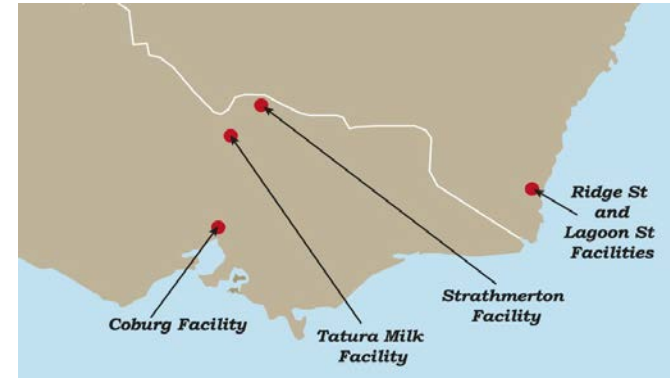 Ridge St
and
Lagoon St
Facilities
Strathmerton
Facility
Coburg Facility
Tatura Milk
Facility